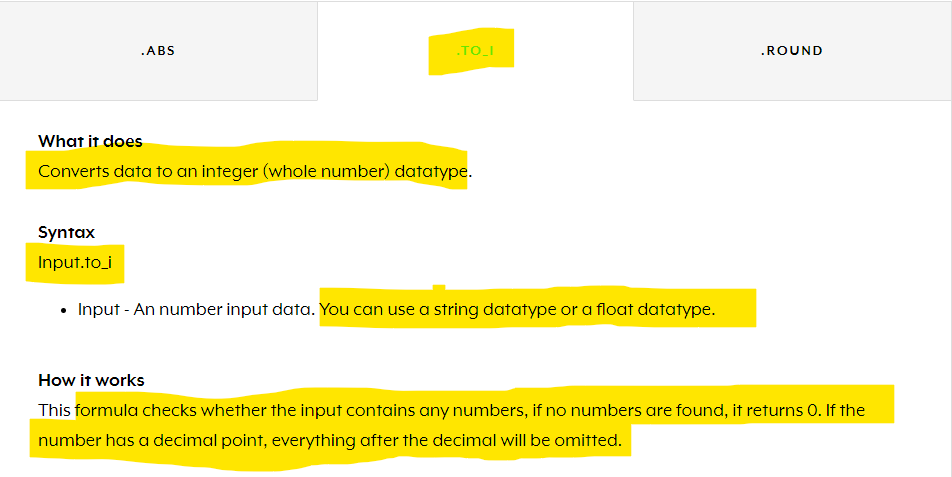 .ABS
.TO_I
.ROUND
What it does
Converts data to an integer (whole number) datatype.
Syntax
Input.to_i
• Input - An number input data. You can use a string datatype or a float datatype.
How it works
This formula checks whether the input contains any numbers, if no numbers are found, it returns 0. If the
number has a decimal point, everything after the decimal will be omitted.